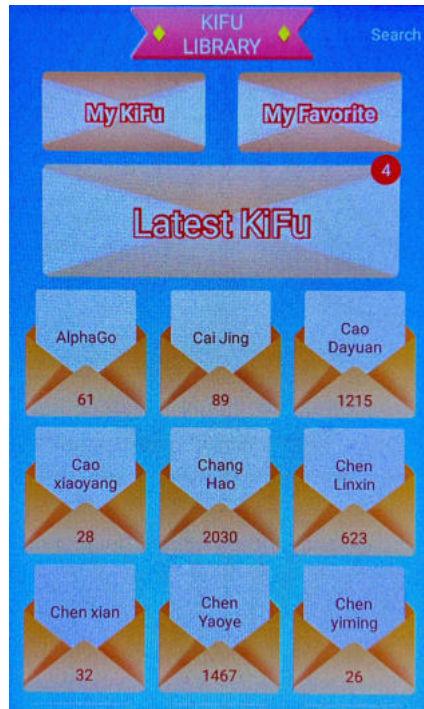 KIFU
LIBRARY
Search
My KiFu
My Favorite
4
Latest KiFu
AlphaGo
61
Cai Jing
89
Cao
Dayuan
1215
Cao
xiaoyang
28
Chang
Hao
2030
Chen
Linxin
623
Chen xian
32
Chen
Yaoye
1467
Chen
yiming
26